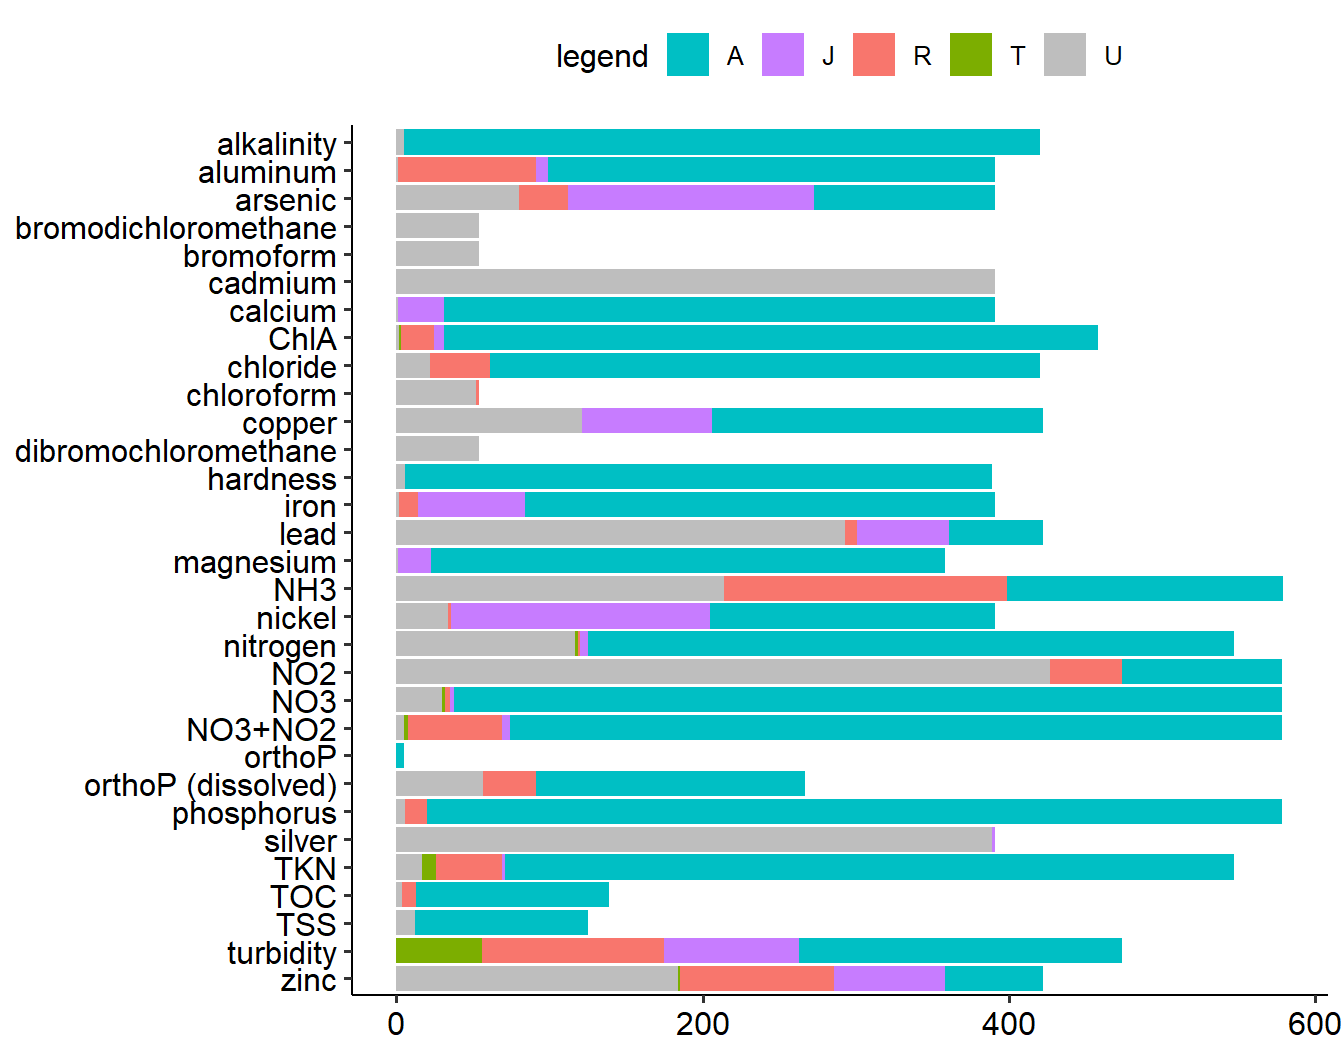 legend A J R T U
alkalinity
aluminum
arsenic
bromodichloromethane
bromoform
cadmium
calcium
ChlA
chloride
chloroform
copper
dibromochloromethane
hardness
iron
lead
magnesium
NH3
nickel
nitrogen
NO2
NO3
NO3+NO2
orthoP
orthoP (dissolved)
phosphorus
silver
TKN
TOC
TSS
turbidity
zinc
0 200 400 600